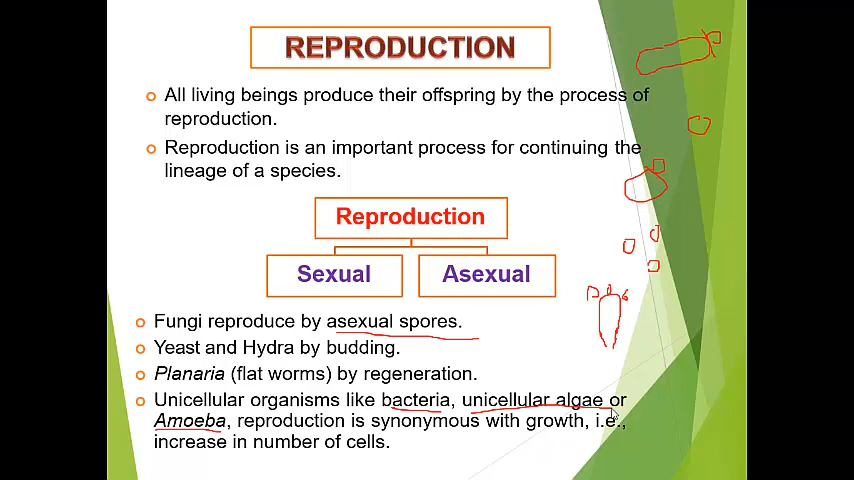 REPRODUCTION
All living beings produce their offspring by the process of
reproduction.
Reproduction is an important process for continuing the
lineage of a species.
Reproduction
Sexual
Asexual
Fungi reproduce by asexual spores.
Yeast and Hydra by budding.
Planaria (flat worms) by regeneration.
Unicellular organisms like bacteria, unicellular algae or
Amoeba, reproduction is synonymous with growth, i.e.,
increase in number of cells.